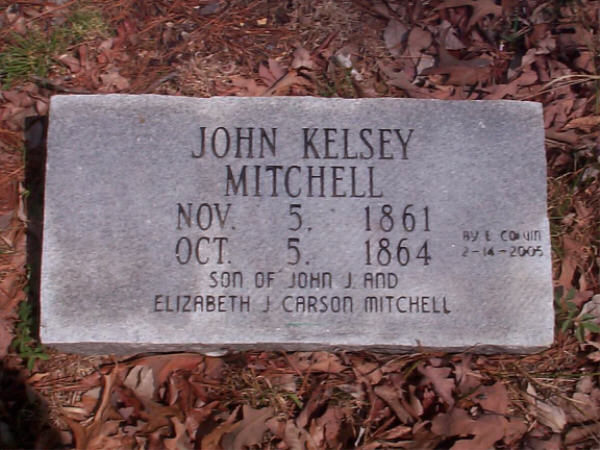 JOHN KELSEY
MITCHELL
NOV. 5, 1861
OCT. 5, 1864
SON OF JOHN J. AND
ELIZABETH J CARSON MITCHELL
BY E COLVIN
2-14-2005